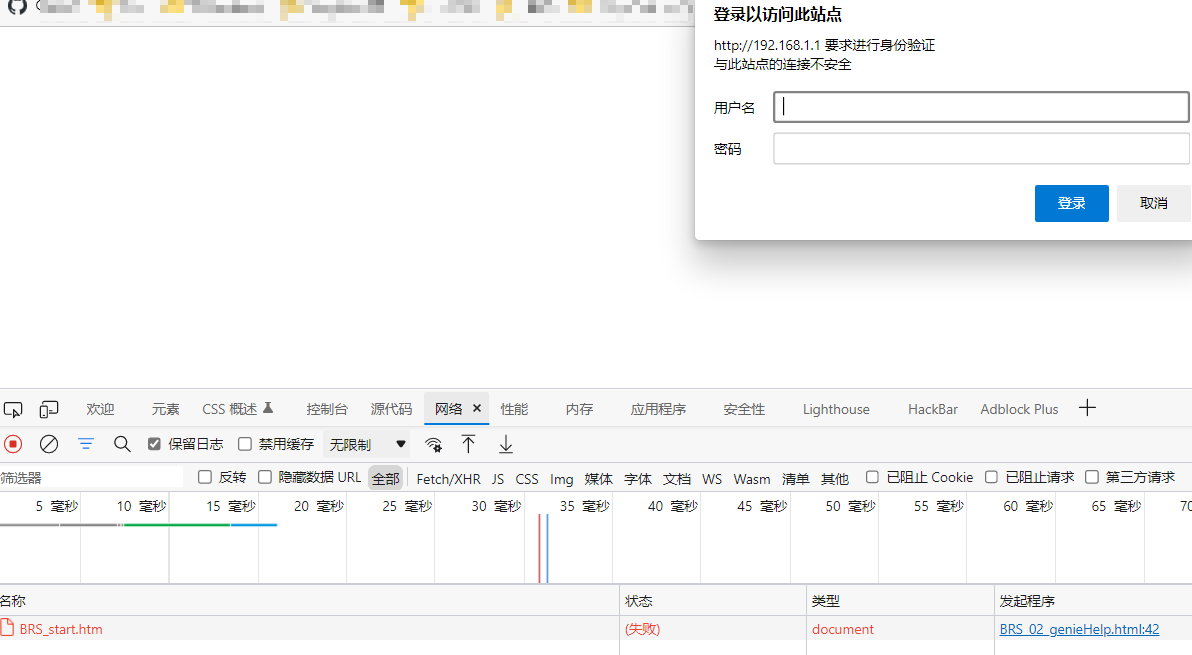 登录以访问此站点
http://192.168.1.1 要求进行身份验证
与此站点的连接不安全
用户名
密码
登录 取消
欢迎 元素 CSS 概述 控制台 源代码 网络 × 性能 内存 应用程序 安全性 Lighthouse HackBar Adblock Plus
保留日志 禁用缓存 无限制
筛选器 反转 隐藏数据 URL 全部 Fetch/XHR JS CSS Img 媒体 字体 文档 WS Wasm 清单 其他 已阻止 Cookie 已阻止请求 第三方请求
5 毫秒 10 毫秒 15 毫秒 20 毫秒 25 毫秒 30 毫秒 35 毫秒 40 毫秒 45 毫秒 50 毫秒 55 毫秒 60 毫秒 65 毫秒 70
名称 状态 类型 发起程序
BRS_start.htm (失败) document BRS_02_genieHelp.html:42